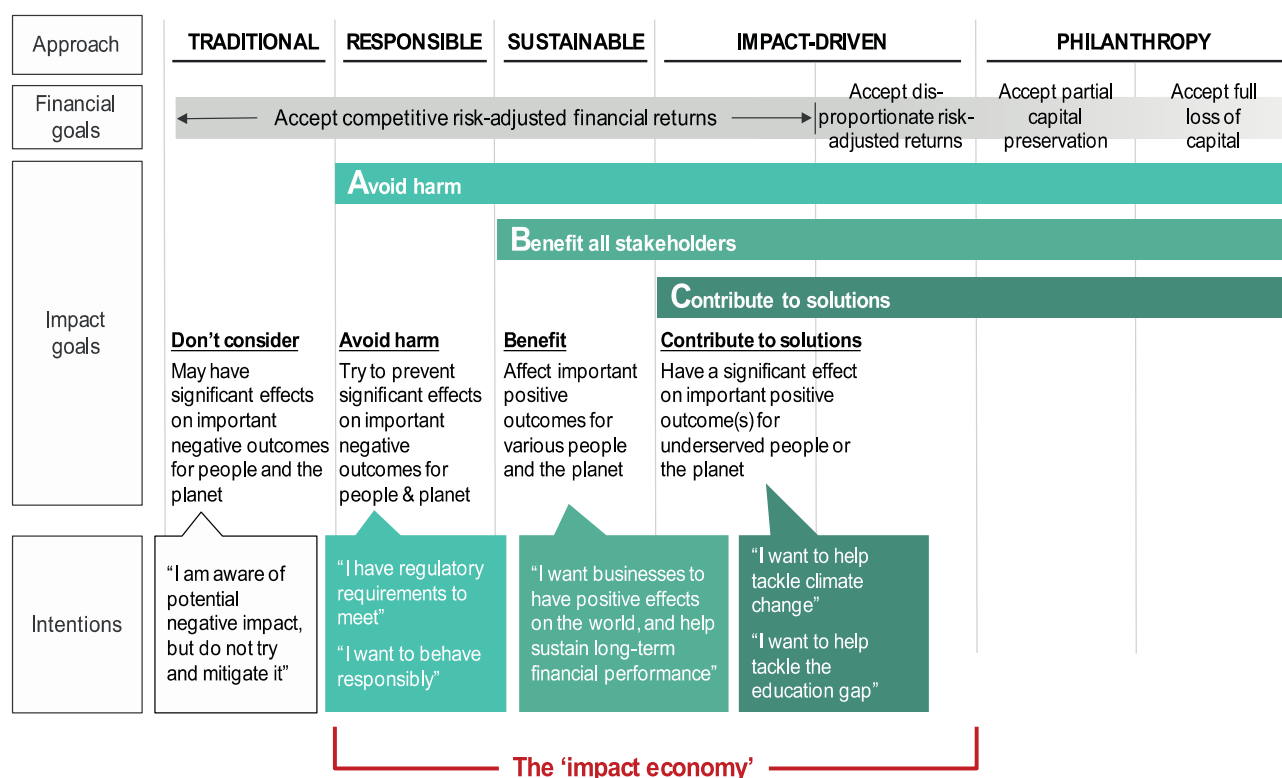 Approach
TRADITIONAL
RESPONSIBLE
SUSTAINABLE
IMPACT-DRIVEN
PHILANTHROPY
Financial
goals
Accept competitive risk-adjusted financial returns
Accept dis-
proportionate risk-
adjusted returns
Accept partial
capital
preservation
Accept full
loss of
capital
Impact
goals
Avoid harm
Benefit all stakeholders
Contribute to solutions
Don't consider
May have
significant effects
on important
negative outcomes
for people and the
planet
Avoid harm
Try to prevent
significant effects
on important
negative
outcomes for
people & planet
Benefit
Affect important
positive
outcomes for
various people
and the planet
Contribute to solutions
Have a significant effect
on important positive
outcome(s) for
underserved people or
the planet
Intentions
“I am aware of
potential
negative impact,
but do not try
and mitigate it”
“I have regulatory
requirements to
meet”
“I want to behave
responsibly”
“I want businesses to
have positive effects
on the world, and help
sustain long-term
financial performance”
“I want to help
tackle climate
change”
“I want to help
tackle the
education gap”
The ‘impact economy’